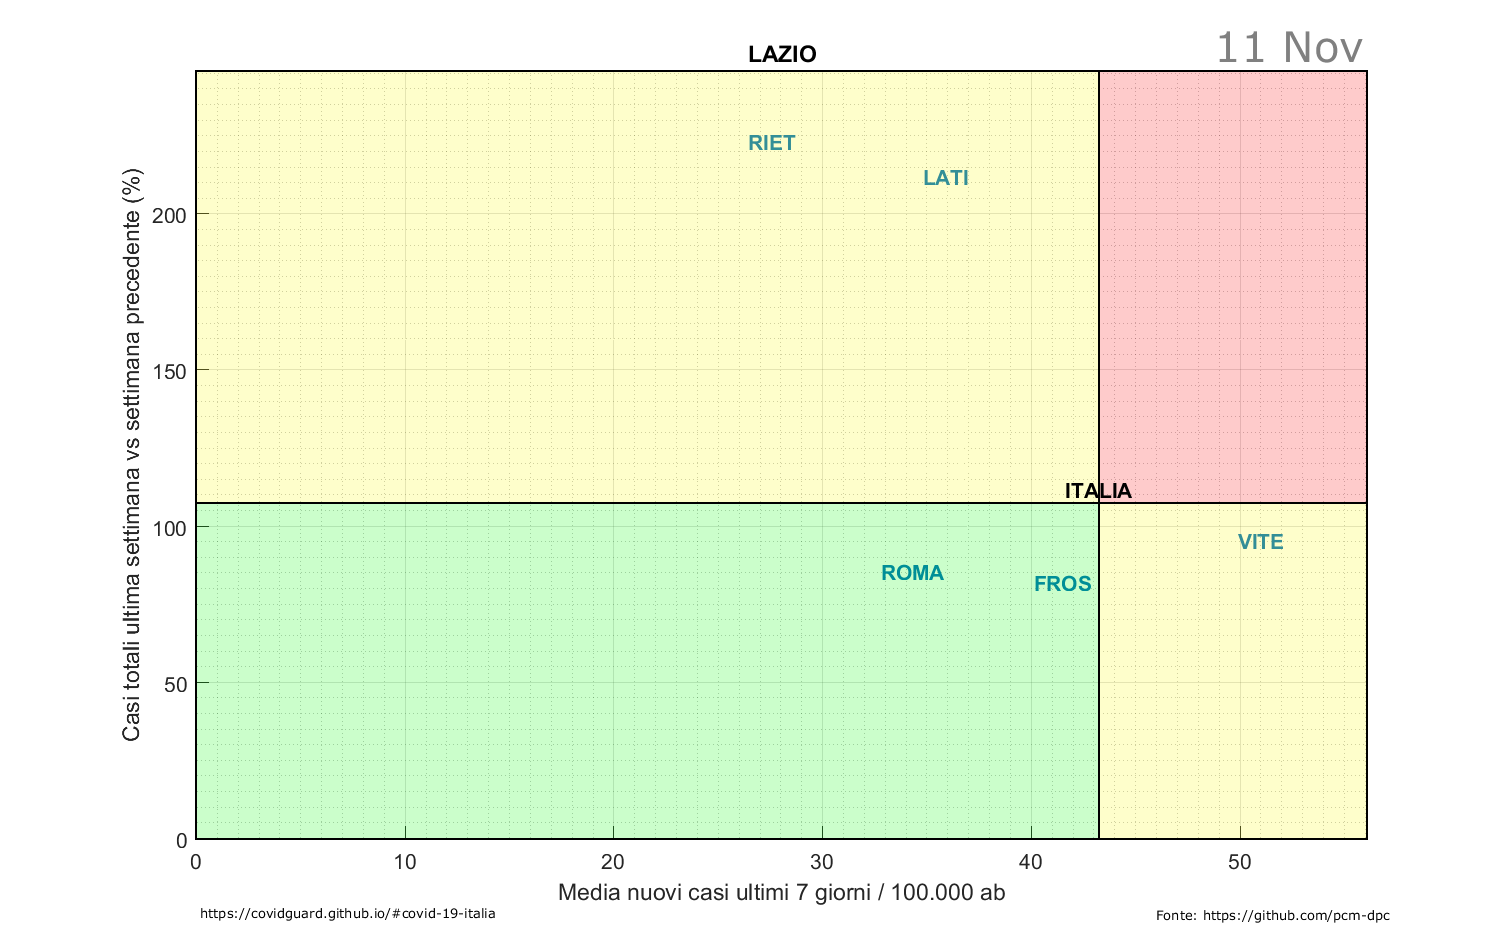 LAZIO
11 Nov
Casi totali ultima settimana vs settimana precedente (%)
200
150
100
50
0
RIET
LATI
ITALIA
VITE
ROMA
FROS
0 10 20 30 40 50
Media nuovi casi ultimi 7 giorni / 100.000 ab
https://covidguard.github.io/#covid-19-italia
Fonte: https://github.com/pcm-dpc